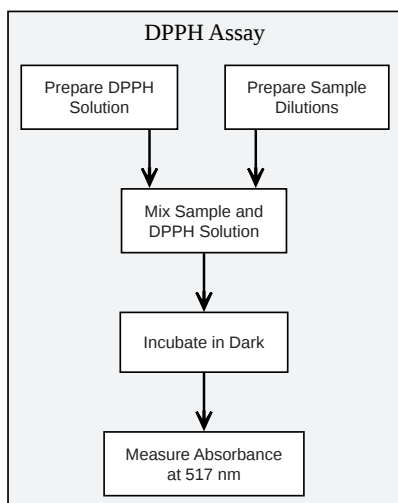 DPPH Assay
Prepare DPPH
Solution
Prepare Sample
Dilutions
Mix Sample and
DPPH Solution
Incubate in Dark
Measure Absorbance
at 517 nm